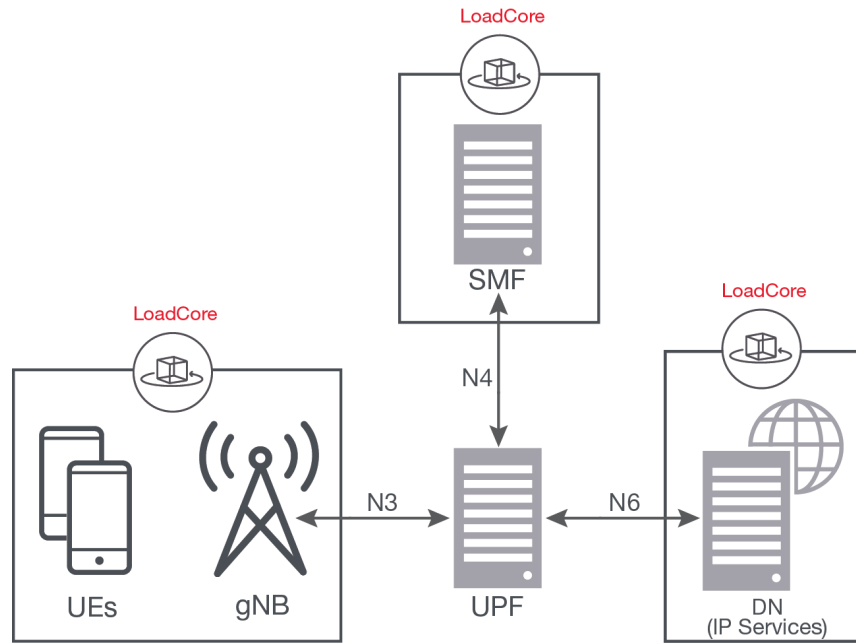 LoadCore
SMF
LoadCore
LoadCore
N4
N3
N6
UEs
gNB
UPF
DN
(IP Services)